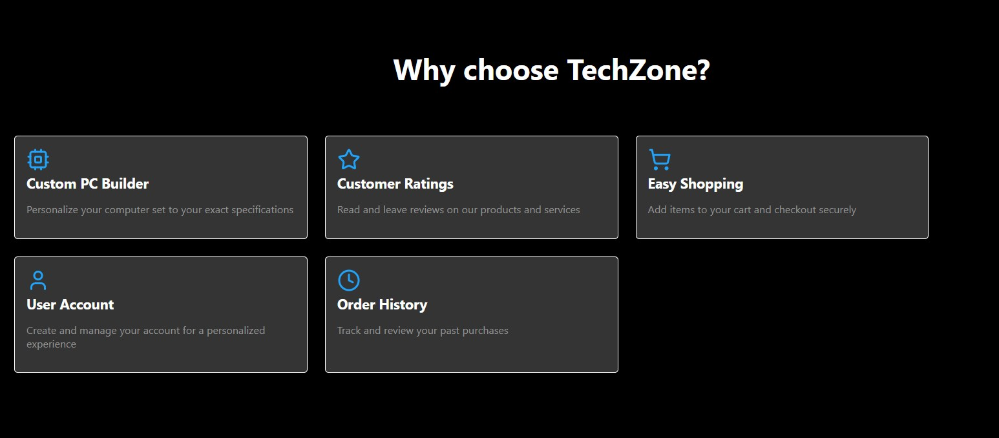 Why choose TechZone?
Custom PC Builder
Personalize your computer set to your exact specifications
Customer Ratings
Read and leave reviews on our products and services
Easy Shopping
Add items to your cart and checkout securely
User Account
Create and manage your account for a personalized
experience
Order History
Track and review your past purchases